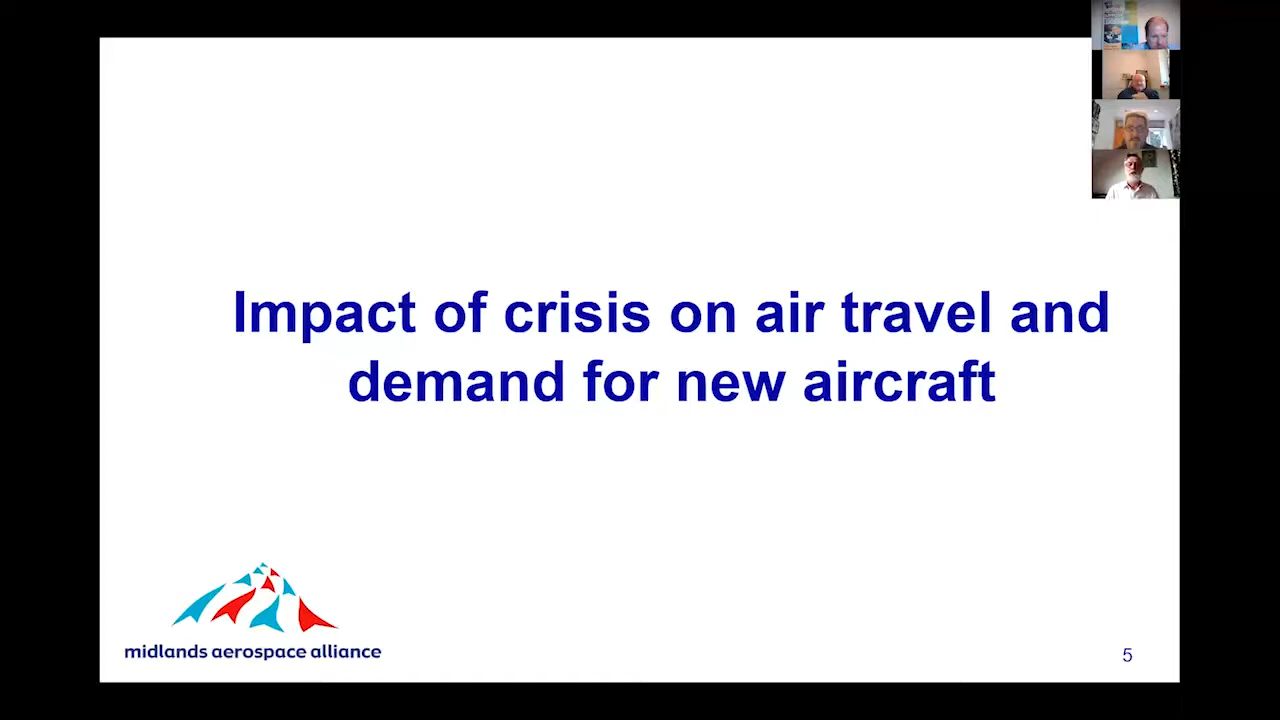 Impact of crisis on air travel and
demand for new aircraft
midlands aerospace alliance
5